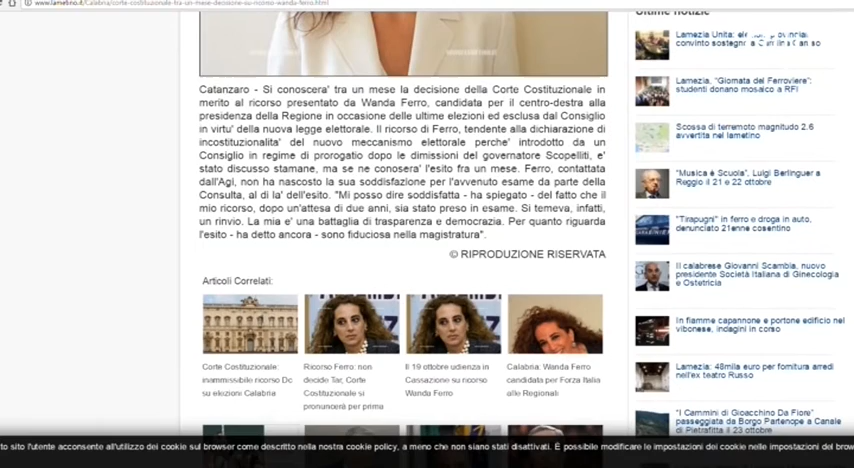 www.lametino.it/Calabria/corte-costituzionale-tra-un-mese-decisione-su-ricorso-wanda-ferro.html
Catanzaro - Si conoscera' tra un mese la decisione della Corte Costituzionale in
merito al ricorso presentato da Wanda Ferro, candidata per il centro-destra alla
presidenza della Regione in occasione delle ultime elezioni ed esclusa dal Consiglio
in virtu' della nuova legge elettorale. Il ricorso di Ferro, tendente alla dichiarazione di
incostituzionalita' del nuovo meccanismo elettorale perche' introdotto da un
Consiglio in regime di prorogatio dopo le dimissioni del governatore Scopelliti, e'
stato discusso stamane, ma se ne conosera' l'esito fra un mese. Ferro, contattata
dall'Agi, non ha nascosto la sua soddisfazione per l'avvenuto esame da parte della
Consulta, al di la' dell'esito. "Mi posso dire soddisfatta - ha spiegato - del fatto che il
mio ricorso, dopo un'attesa di due anni, sia stato preso in esame. Si temeva, infatti,
un rinvio. La mia e' una battaglia di trasparenza e democrazia. Per quanto riguarda
l'esito - ha detto ancora - sono fiduciosa nella magistratura".
© RIPRODUZIONE RISERVATA
Articoli Correlati:
Corte Costituzionale:
inammissibile ricorso Dc
su elezioni Calabria
Ricorso Ferro: non
decide Tar, Corte
Costituzionale si
pronuncerà per prima
Il 19 ottobre udienza in
Cassazione su ricorso
Wanda Ferro
Calabria: Wanda Ferro
candidata per Forza Italia
alle Regionali
Ultime notizie
Lamezia Unita:
convinto sostegno a
Lamezia, "Giornata del Ferroviere":
studenti donano mosaico a RFI
Scossa di terremoto magnitudo 2.6
avvertita nel lametino
"Musica è Scuola", Luigi Berlinguer a
Reggio il 21 e 22 ottobre
"Tirapugni" in ferro e droga in auto,
denunciato 21enne cosentino
Il calabrese Giovanni Scambia, nuovo
presidente Società Italiana di Ginecologia
e Ostetricia
In fiamme capannone e portone edificio nel
vibonese, indagini in corso
Lamezia: 48mila euro per fornitura arredi
nell'ex teatro Russo
"I Cammini di Gioacchino Da Fiore"
passeggiata da Borgo Partenope a Canale
di Pietrafitta il 23 ottobre
to sito l'utente acconsente all'utilizzo dei cookie sul browser come descritto nella nostra cookie policy, a meno che non siano stati disattivati. È possibile modificare le impostazioni dei cookie nelle impostazioni del brow